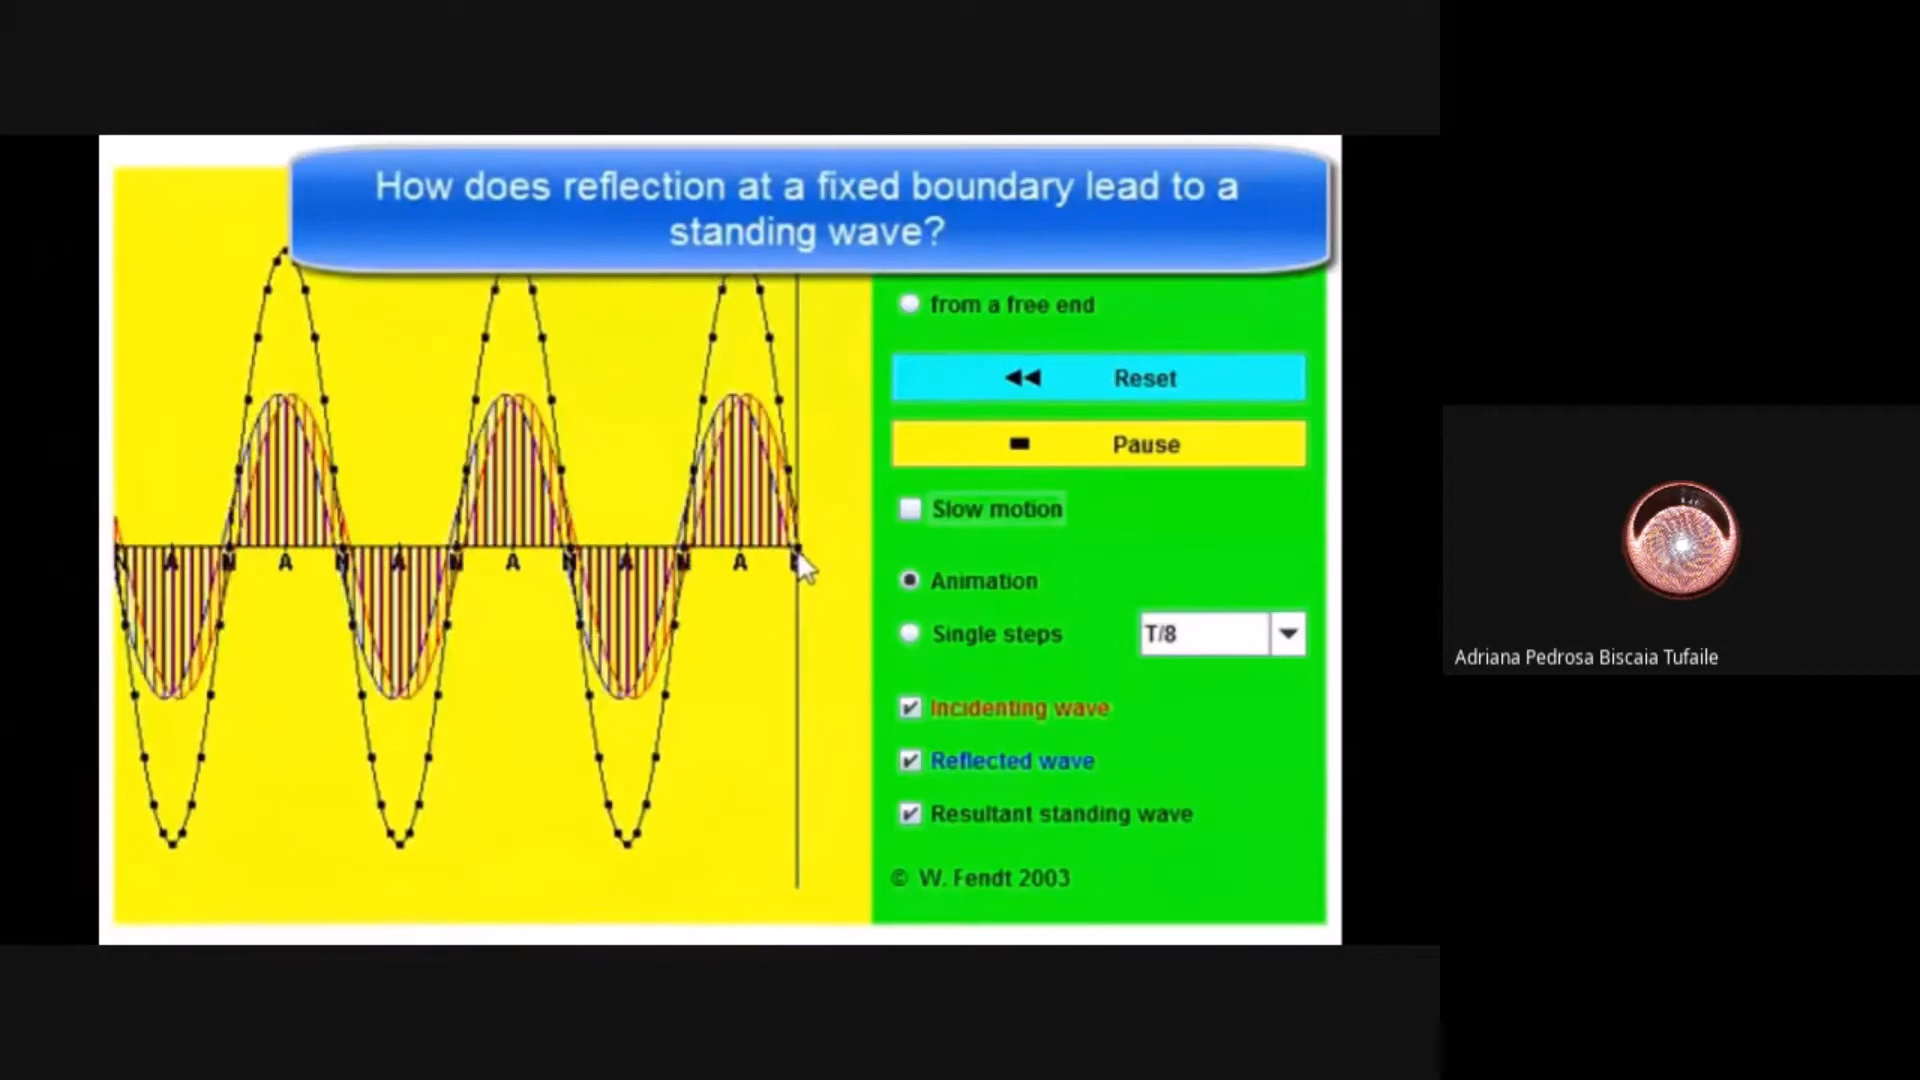 How does reflection at a fixed boundary lead to a
standing wave?
from a free end
Reset
Pause
Slow motion
Animation
Single steps T/8
Incidenting wave
Reflected wave
Resultant standing wave
© W. Fendt 2003
A N A N A N A N A N A
Adriana Pedrosa Biscaia Tufaile